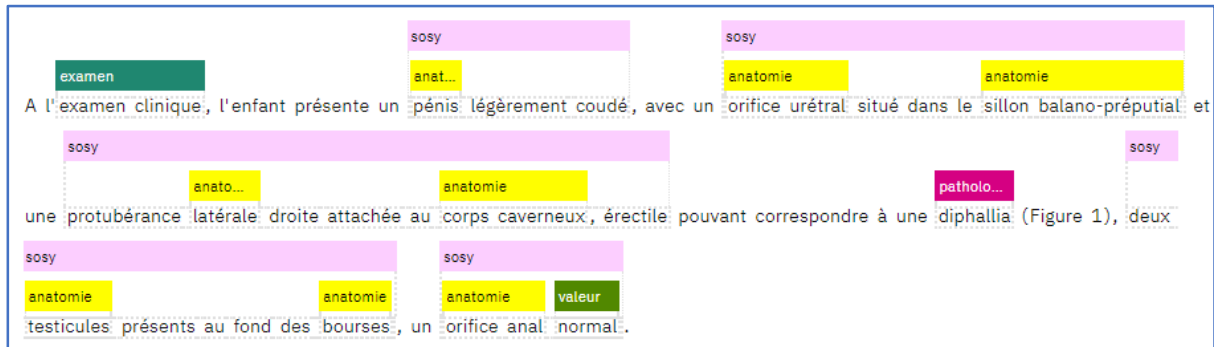 sosy sosy
examen anat... anatomie anatomie
A l'examen clinique, l'enfant présente un pénis légèrement coudé, avec un orifice urétral situé dans le sillon balano-préputial et
sosy sosy
anato... anatomie patholo...
une protubérance latérale droite attachée au corps caverneux, érectile pouvant correspondre à une diphallia (Figure 1), deux
sosy sosy
anatomie anatomie anatomie valeur
testicules présents au fond des bourses, un orifice anal normal.